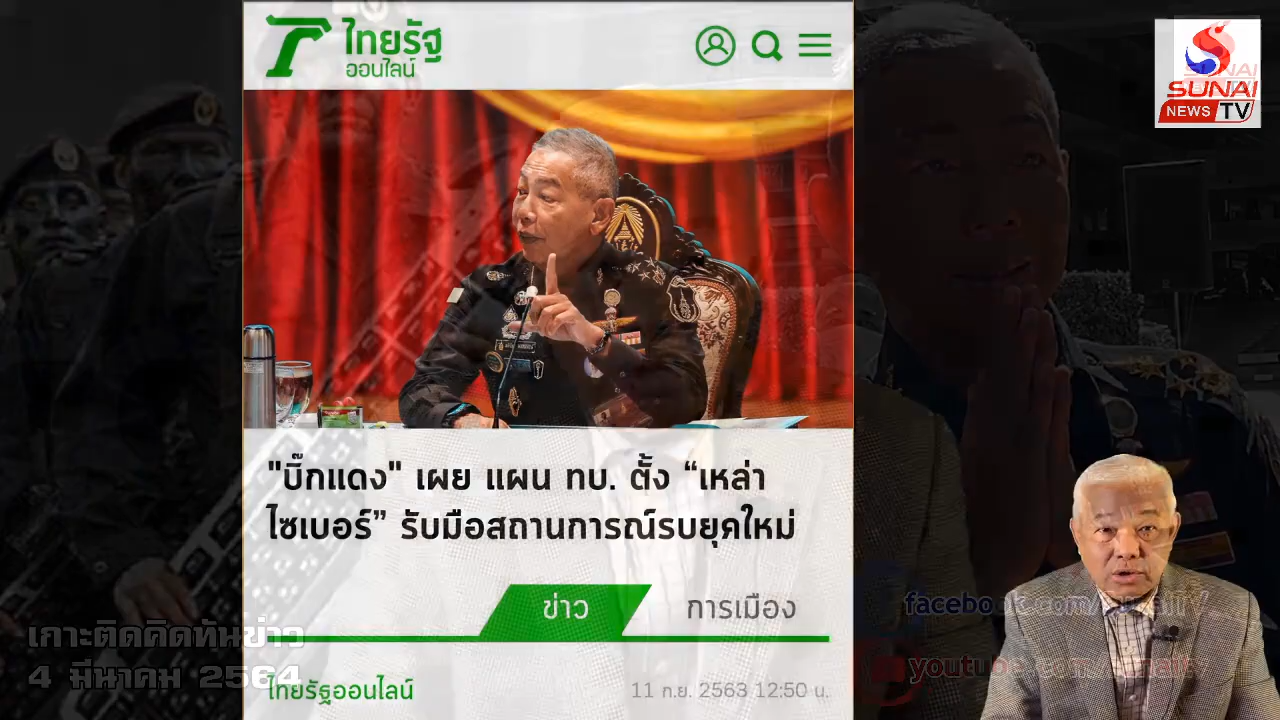 ไทยรัฐ
ออนไลน์
SUNAI
NEWS TV
"บิ๊กแดง" เผย แผน ทบ. ตั้ง “เหล่า
ไซเบอร์” รับมือสถานการณ์รบยุคใหม่
ข่าว
การเมือง
เกาะติดคิดทันข่าว
4 มีนาคม 2564
ไทยรัฐออนไลน์
11 ก.ย. 2563 12:50 น.